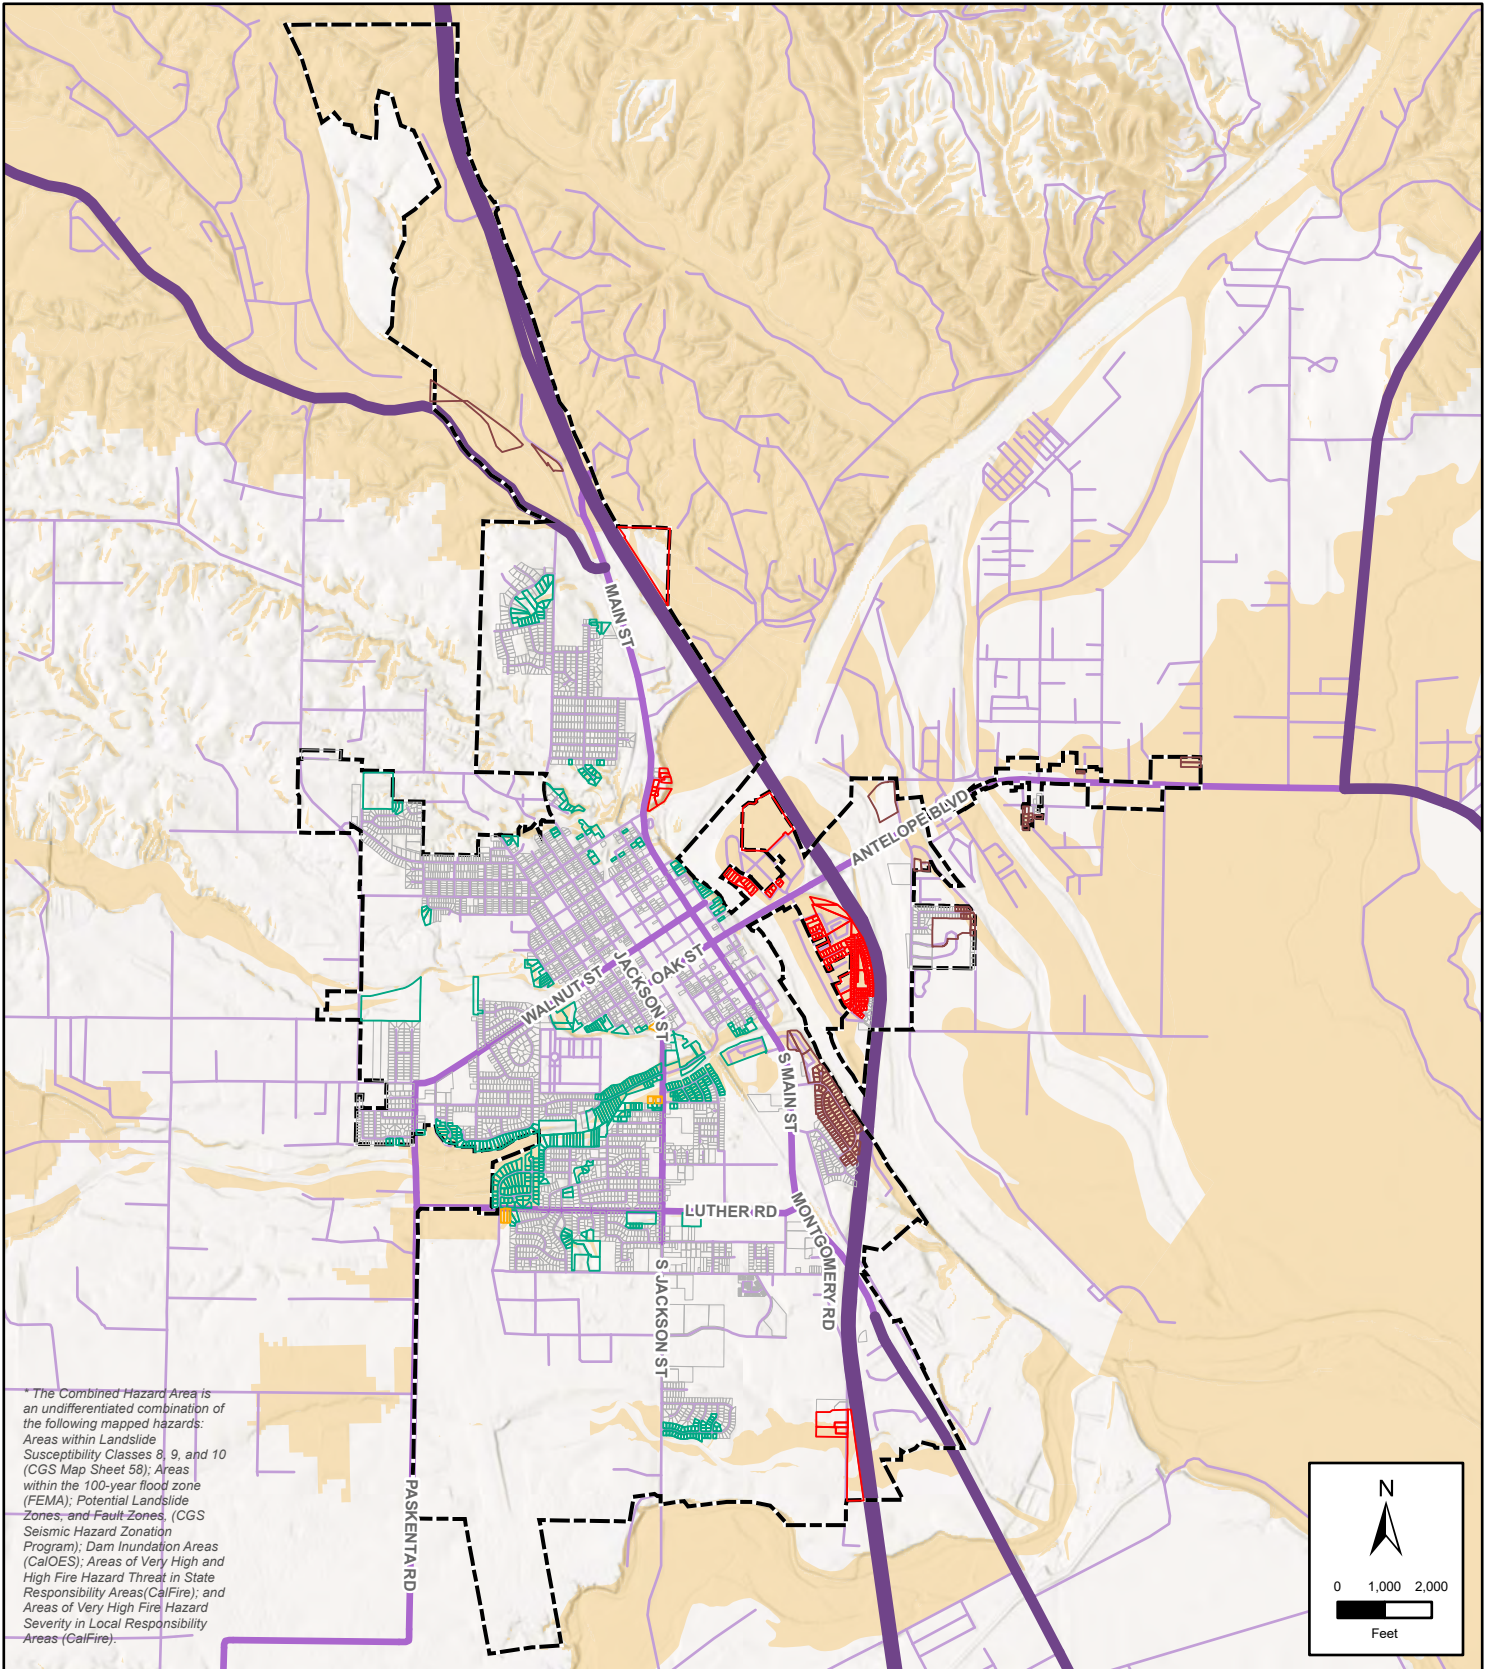 MAIN ST
ANTELOPE BLVD
WALNUT ST
JACKSON ST
OAK ST
S MAIN ST
LUTHER RD
MONTGOMERY RD
S JACKSON ST
PASKENTA RD
* The Combined Hazard Area is
an undifferentiated combination of
the following mapped hazards:
Areas within Landslide
Susceptibility Classes 8, 9, and 10
(CGS Map Sheet 58); Areas
within the 100-year flood zone
(FEMA); Potential Landslide
Zones, and Fault Zones, (CGS
Seismic Hazard Zonation
Program); Dam Inundation Areas
(CalOES); Areas of Very High and
High Fire Hazard Threat in State
Responsibility Areas(CalFire); and
Areas of Very High Fire Hazard
Severity in Local Responsibility
Areas (CalFire).
N
0 1,000 2,000
Feet